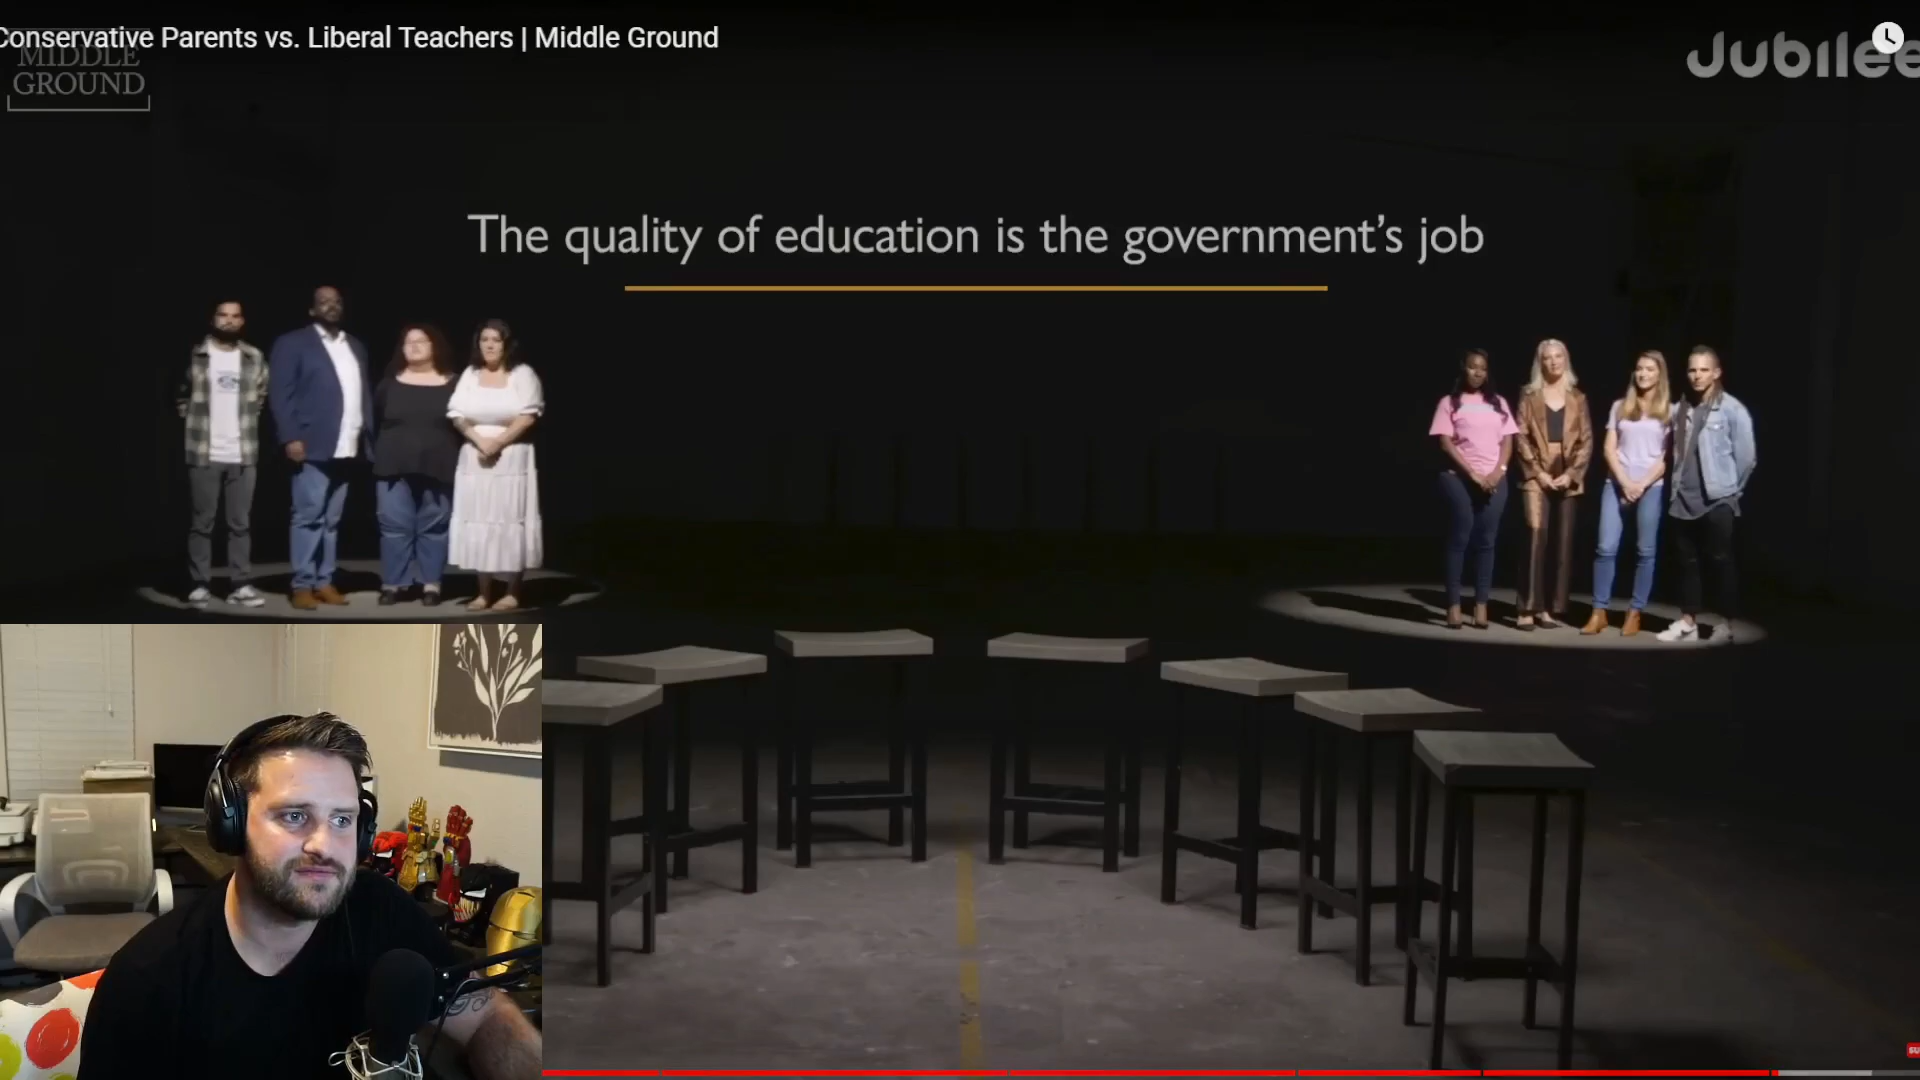 Conservative Parents vs. Liberal Teachers | Middle Ground
MIDDLE
GROUND
Jubilee
The quality of education is the government's job